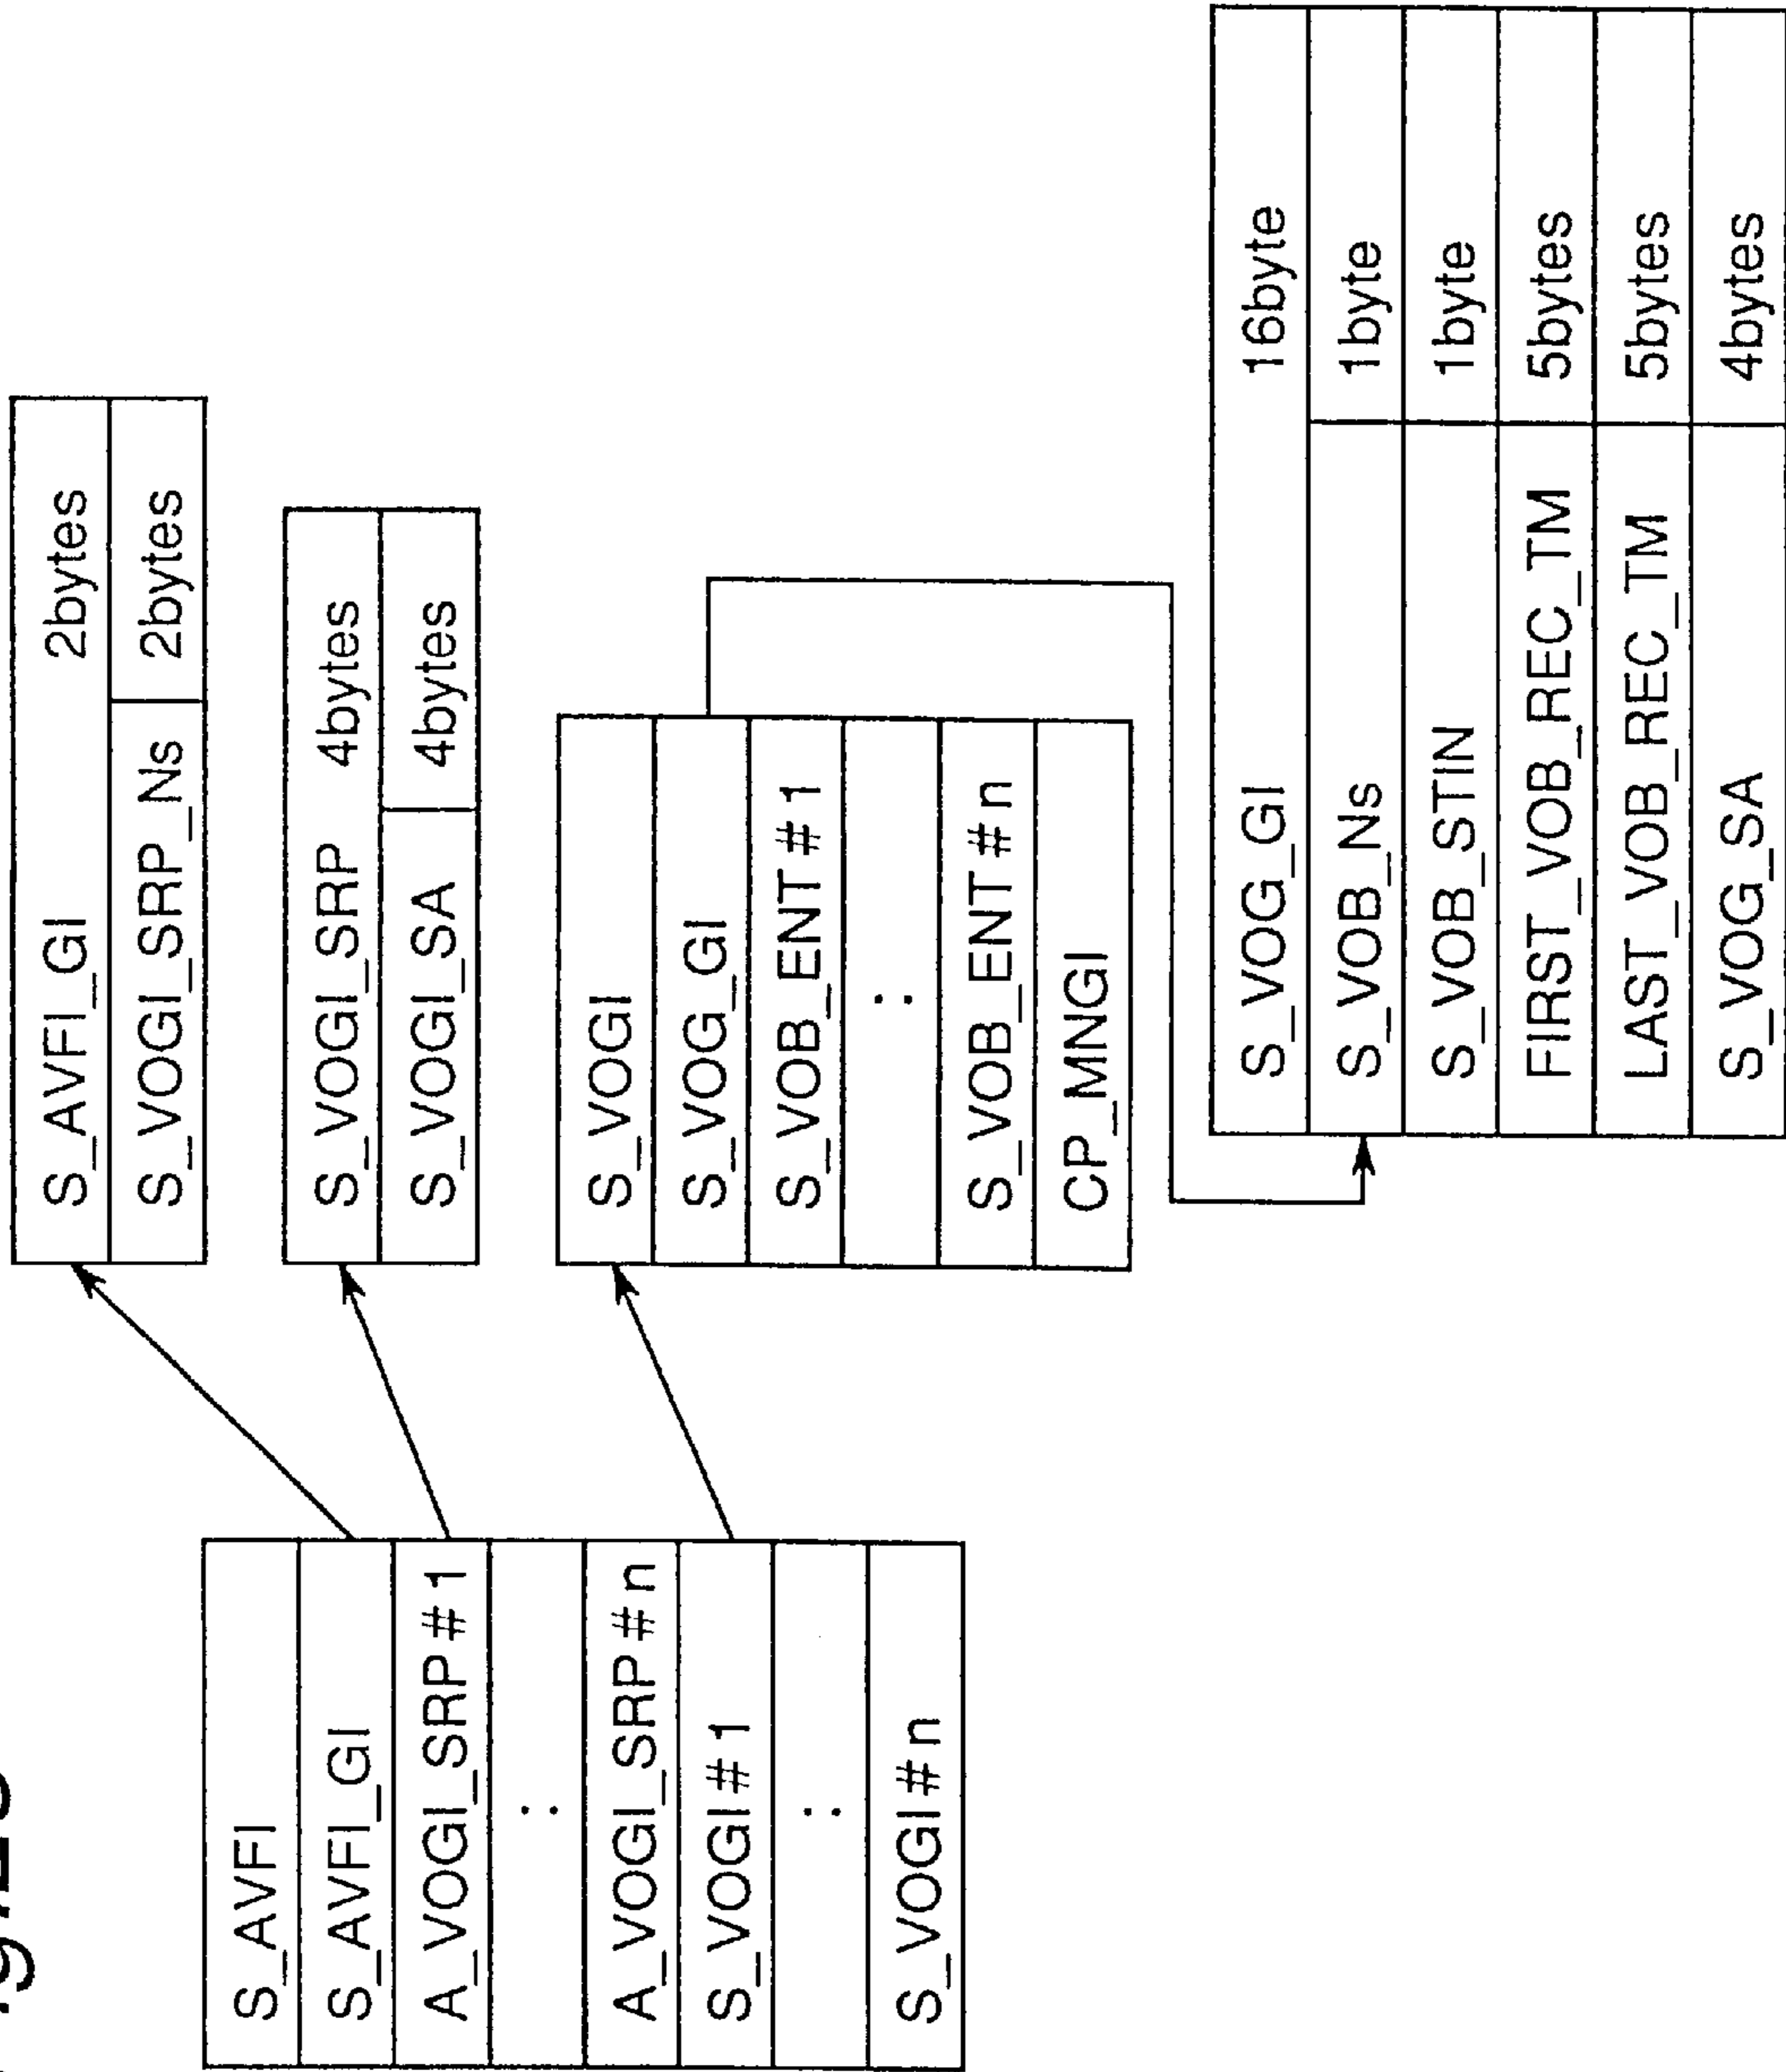 S_AVFI
S_AVFI_GI
A_VOGI_SRP#1
:
A_VOGI_SRP#n
S_VOGI#1
:
S_VOGI#n
S_AVFI_GI 2bytes
S_VOGI_SRP_Ns 2bytes
S_VOGI_SRP 4bytes
S_VOGI_SA 4bytes
S_VOGI
S_VOG_GI
S_VOB_ENT#1
:
S_VOB_ENT#n
CP_MNGI
S_VOG_GI 16byte
S_VOB_Ns 1byte
S_VOB_STIN 1byte
FIRST_VOB_REC_TM 5bytes
LAST_VOB_REC_TM 5bytes
S_VOG_SA 4bytes